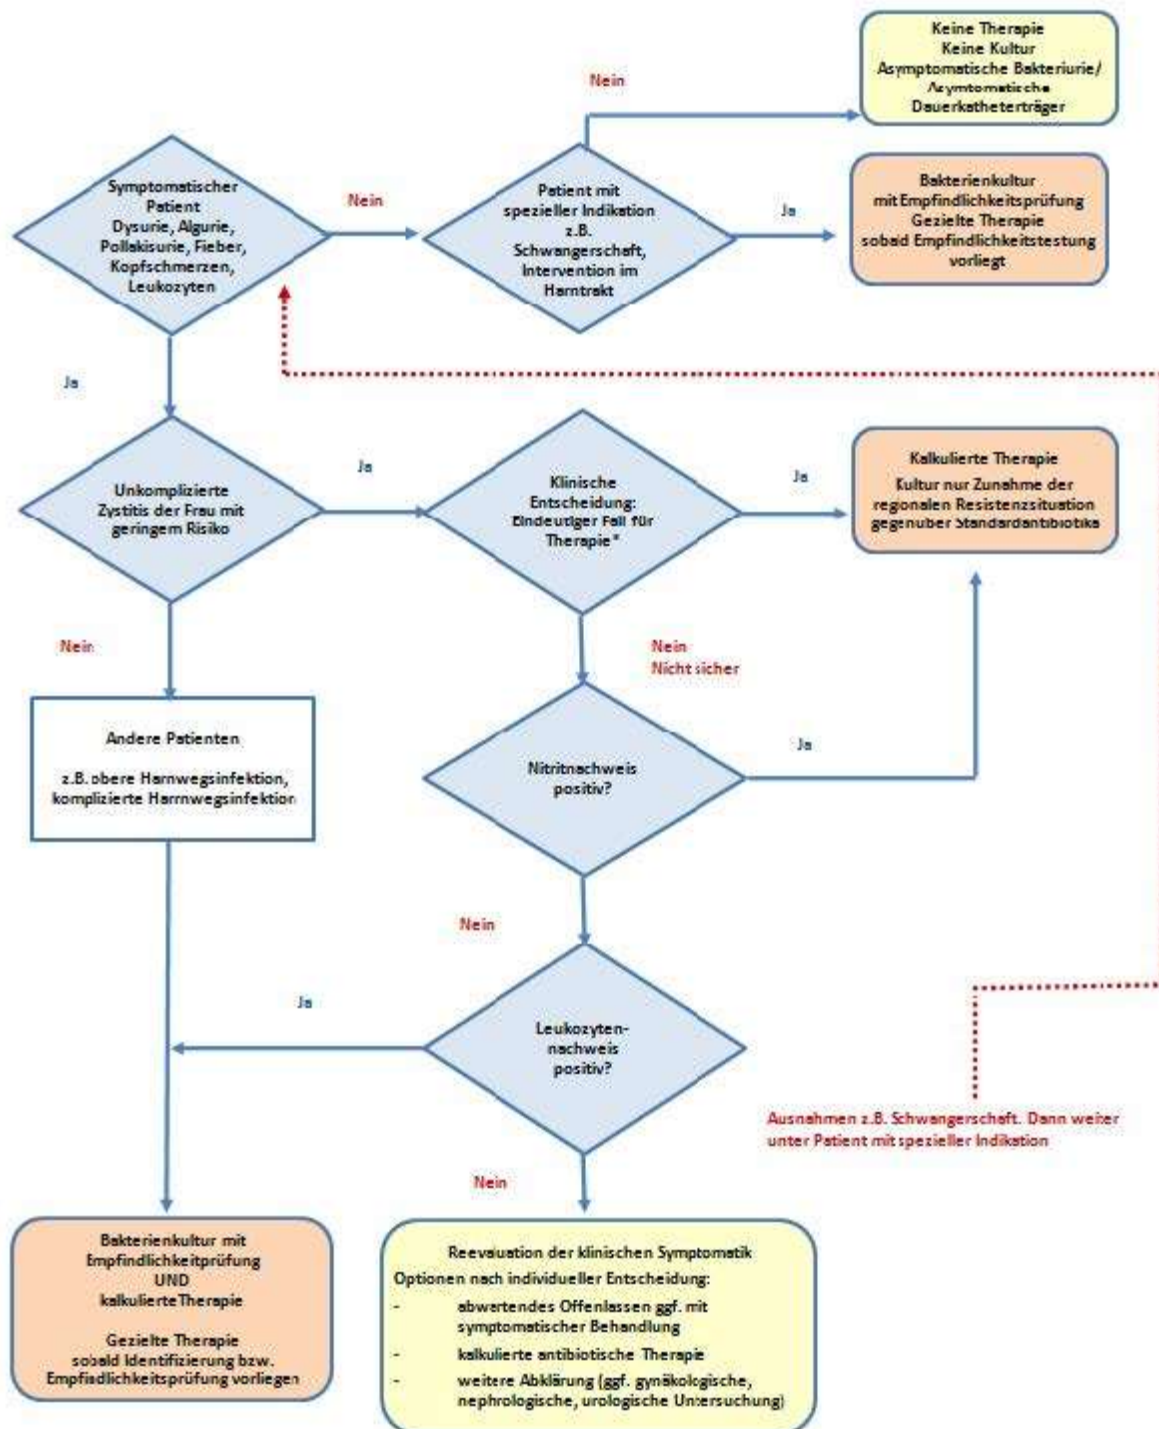 Keine Therapie
Keine Kultur
Asymptomatische Bakteriurie/
Asymtomatische
Dauerkatheterträger
Nein
Symptomatischer
Patient
Dysurie, Algurie,
Pollakisurie, Fieber,
Kopfschmerzen,
Leukozyten
Nein
Patient mit
spezieller Indikation
z.B.
Schwangerschaft,
Intervention im
Harntrakt
Ja
Bakterienkultur
mit Empfindlichkeitsprüfung
Gezielte Therapie
sobald Empfindlichkeitstestung
vorliegt
Ja
Unkomplizierte
Zystitis der Frau mit
geringem Risiko
Ja
Klinische
Entscheidung:
Eindeutiger Fall für
Therapie*
Ja
Kalkulierte Therapie
Kultur nur Zunahme der
regionalen Resistenzsituation
gegenüber Standardantibiotika
Nein
Nein
Nicht sicher
Andere Patienten
z.B. obere Harnwegsinfektion,
komplizierte Harrnwegsinfektion
Nitritnachweis
positiv?
Ja
Nein
Ja
Leukozyten-
nachweis
positiv?
Ausnahmen z.B. Schwangerschaft. Dann weiter
unter Patient mit spezieller Indikation
Nein
Bakterienkultur mit
Empfindlichkeitprüfung
UND
kalkulierte Therapie
Gezielte Therapie
sobald Identifizierung bzw.
Empfindlichkeitsprüfung vorliegen
Reevaluation der klinischen Symptomatik
Optionen nach individueller Entscheidung:
- abwartendes Offenlassen ggf. mit
symptomatischer Behandlung
- kalkulierte antibiotische Therapie
- weitere Abklärung (ggf. gynäkologische,
nephrologische, urologische Untersuchung)